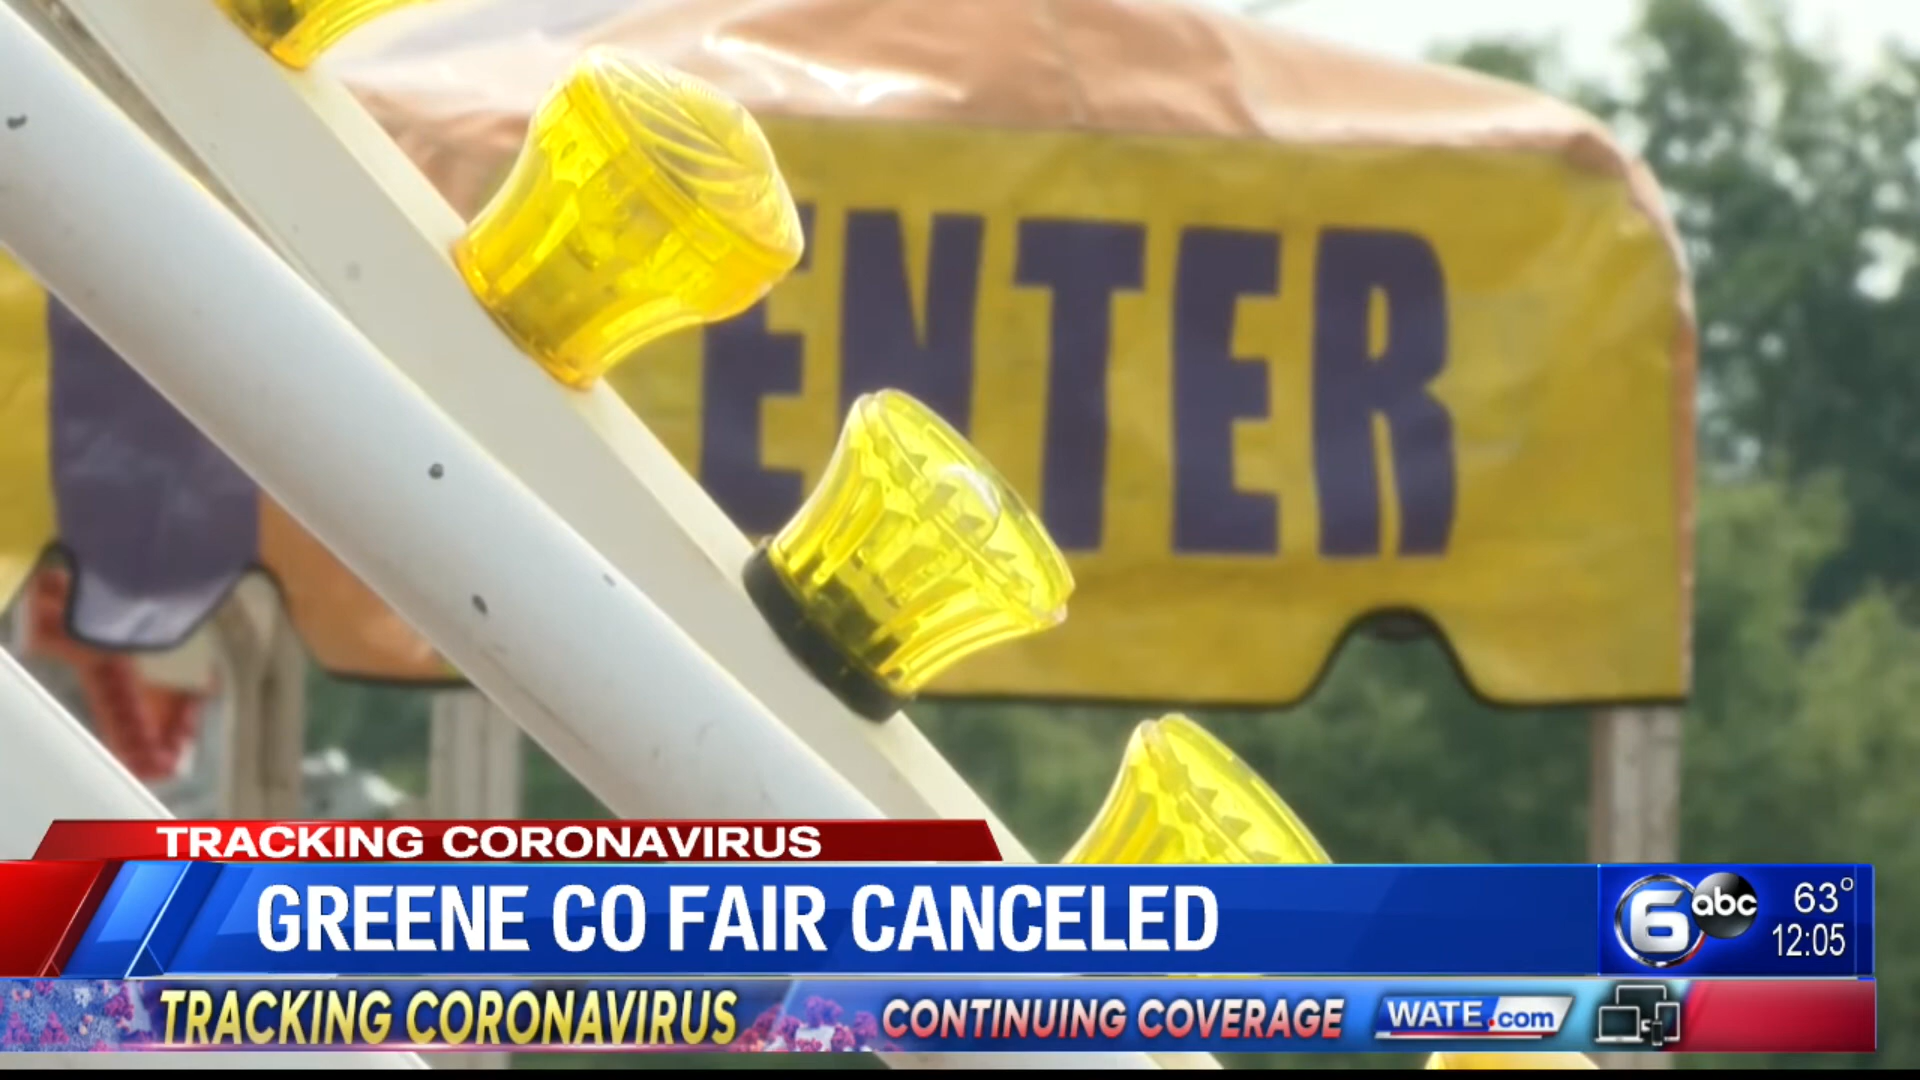 ENTER
TRACKING CORONAVIRUS
GREENE CO FAIR CANCELED
6 abc
63°
12:05
TRACKING CORONAVIRUS
CONTINUING COVERAGE
WATE.com